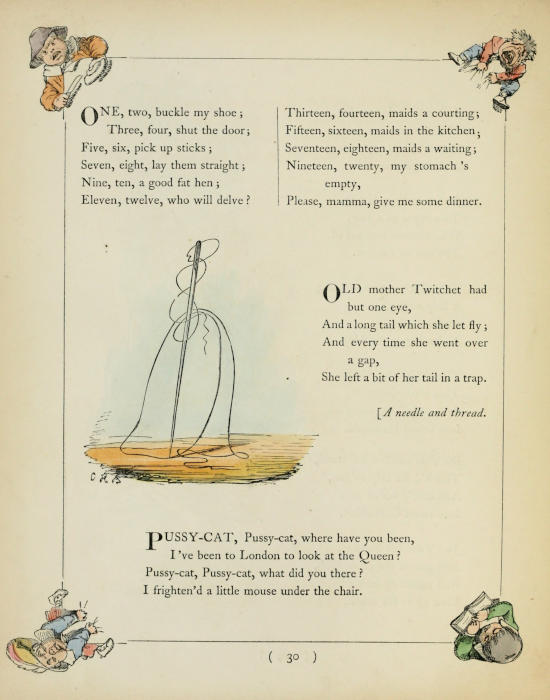 ONE, two, buckle my shoe;
Three, four, shut the door;
Five, six, pick up sticks;
Seven, eight, lay them straight;
Nine, ten, a good fat hen;
Eleven, twelve, who will delve?
Thirteen, fourteen, maids a courting;
Fifteen, sixteen, maids in the kitchen;
Seventeen, eighteen, maids a waiting;
Nineteen, twenty, my stomach's
empty,
Please, mamma, give me some dinner.
OLD mother Twitchet had
but one eye,
And a long tail which she let fly;
And every time she went over
a gap,
She left a bit of her tail in a trap.
[A needle and thread.
PUSSY-CAT, Pussy-cat, where have you been,
I've been to London to look at the Queen?
Pussy-cat, Pussy-cat, what did you there?
I frighten'd a little mouse under the chair.
( 30 )